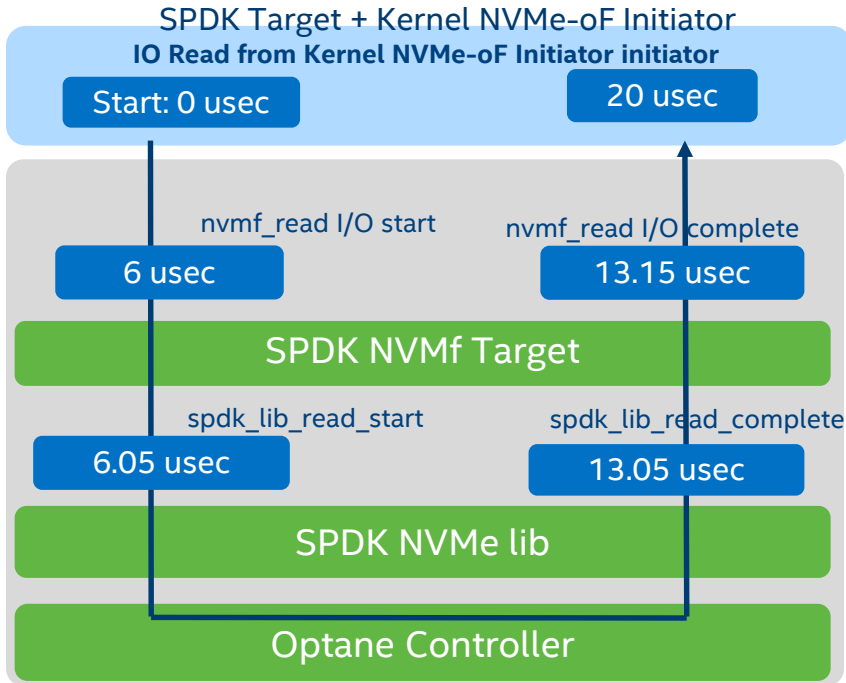 SPDK Target + Kernel NVMe-oF Initiator
IO Read from Kernel NVMe-oF Initiator initiator
Start: 0 usec
20 usec
nvmf_read I/O start
nvmf_read I/O complete
6 usec
13.15 usec
SPDK NVMf Target
spdk_lib_read_start
spdk_lib_read_complete
6.05 usec
13.05 usec
SPDK NVMe lib
Optane Controller